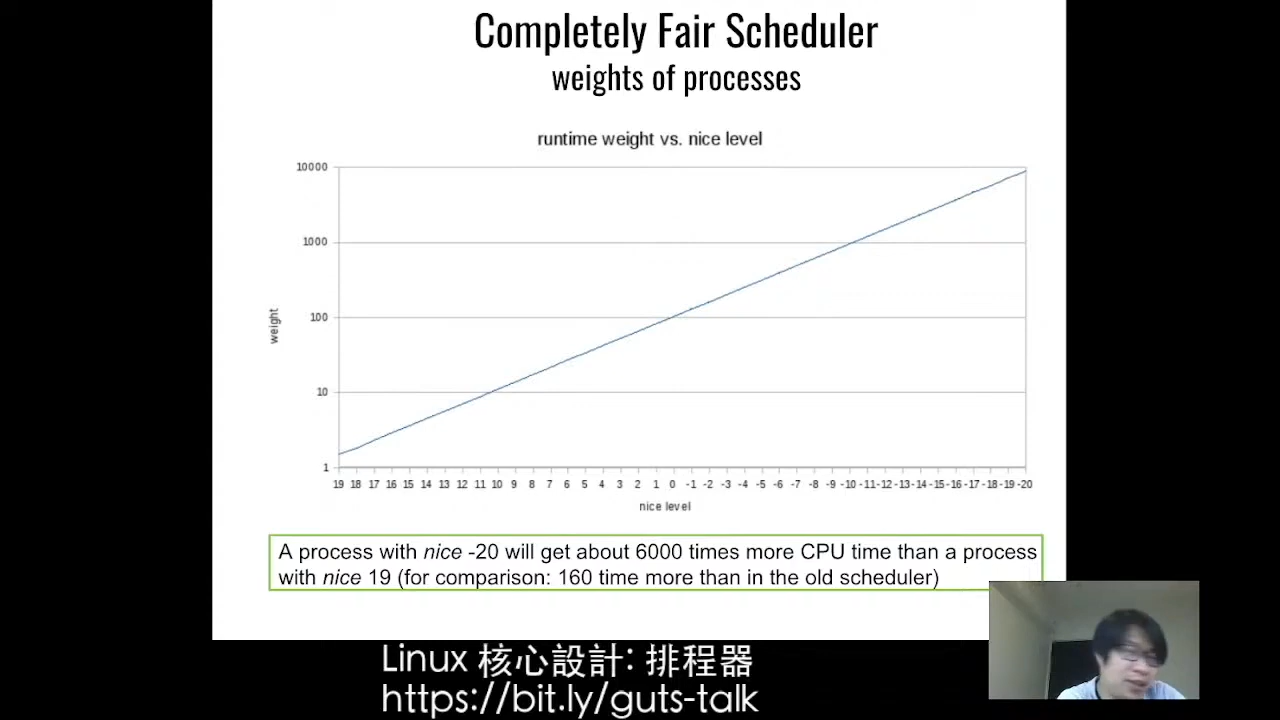 Completely Fair Scheduler
weights of processes
runtime weight vs. nice level
10000
1000
100
10
1
weight
19 18 17 16 15 14 13 12 11 10 9 8 7 6 5 4 3 2 1 0 -1 -2 -3 -4 -5 -6 -7 -8 -9 -10 -11 -12 -13 -14 -15 -16 -17 -18 -19 -20
nice level
A process with nice -20 will get about 6000 times more CPU time than a process
with nice 19 (for comparison: 160 time more than in the old scheduler)
Linux 核心設計: 排程器
https://bit.ly/guts-talk